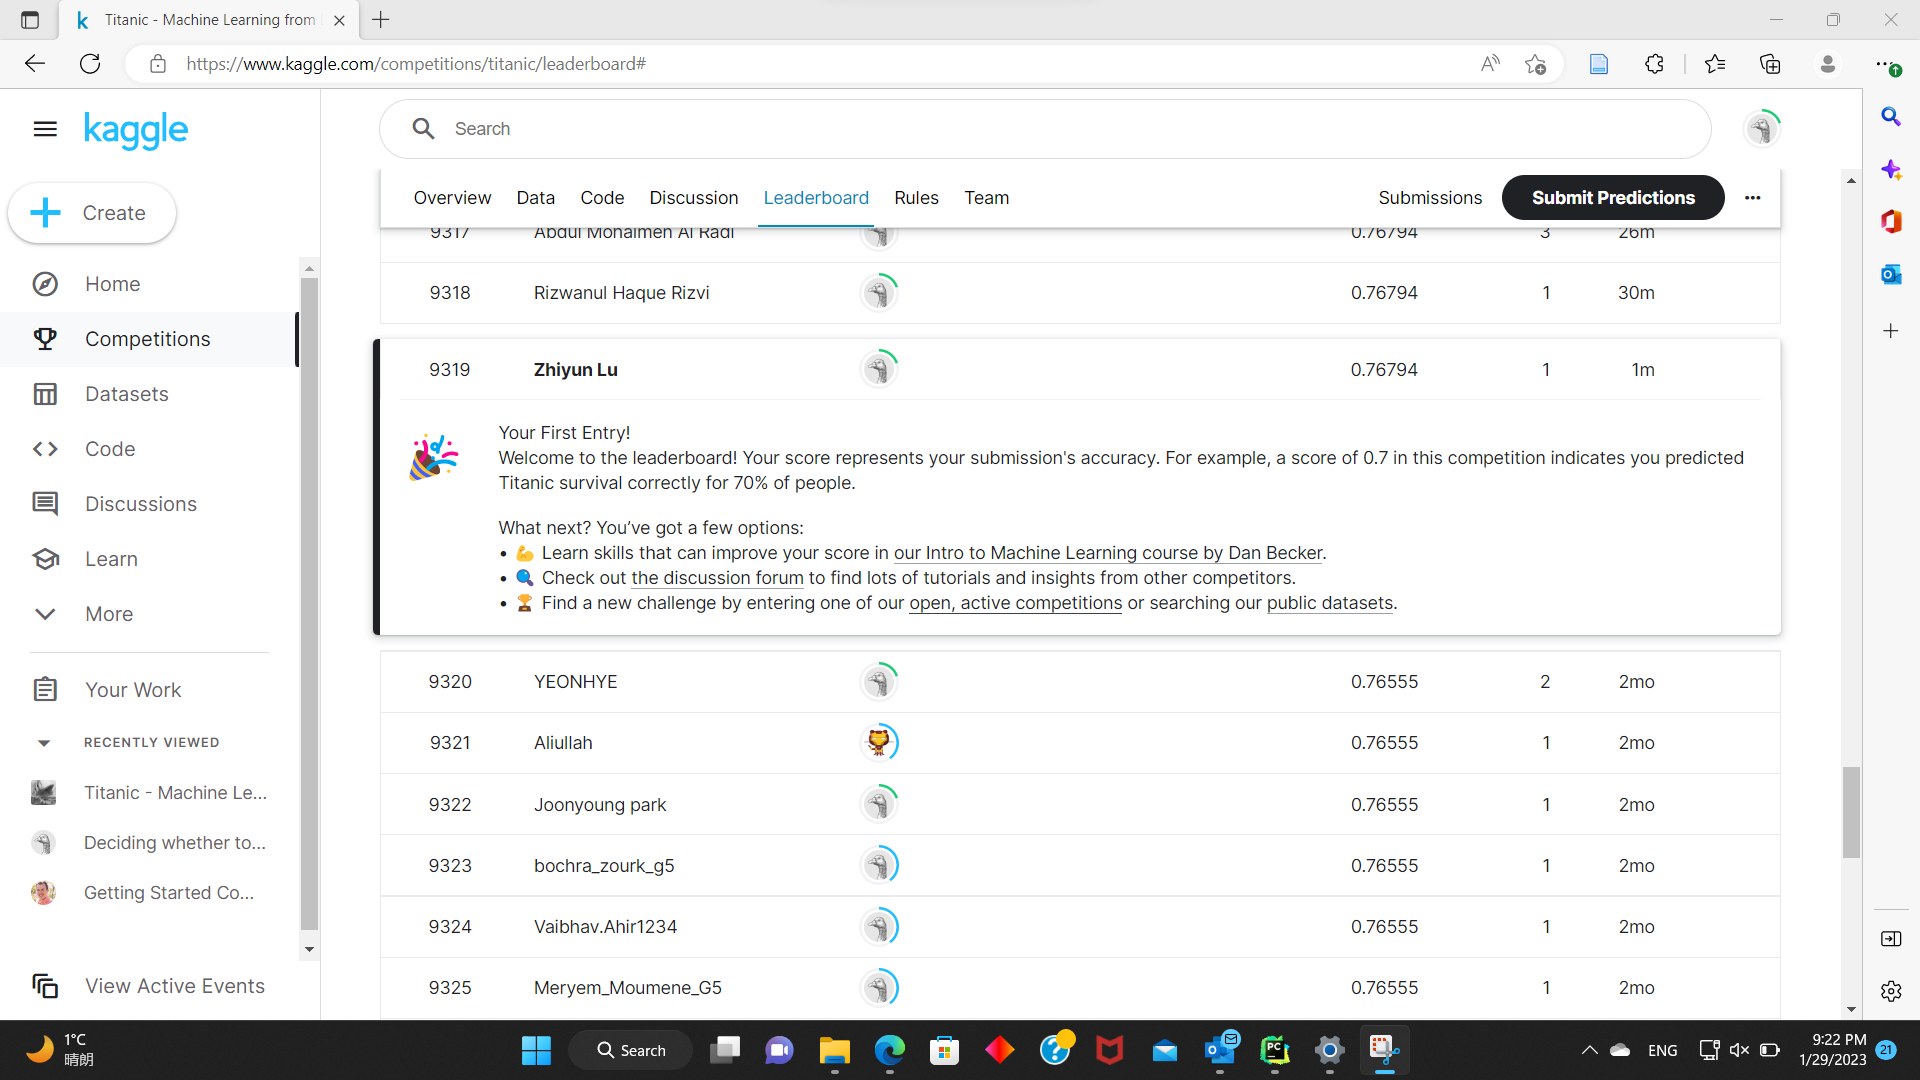 Titanic - Machine Learning from
https://www.kaggle.com/competitions/titanic/leaderboard#
kaggle
Search
Create
Overview Data Code Discussion Leaderboard Rules Team Submissions Submit Predictions
Home
Competitions
Datasets
Code
Discussions
Learn
More
Your Work
RECENTLY VIEWED
Titanic - Machine Le...
Deciding whether to...
Getting Started Co...
View Active Events
9317 Abdul Mohaimen Al Radi 0.76794 3 26m
9318 Rizwanul Haque Rizvi 0.76794 1 30m
9319 Zhiyun Lu 0.76794 1 1m
Your First Entry!
Welcome to the leaderboard! Your score represents your submission's accuracy. For example, a score of 0.7 in this competition indicates you predicted
Titanic survival correctly for 70% of people.
What next? You've got a few options:
• 💪 Learn skills that can improve your score in our Intro to Machine Learning course by Dan Becker.
• 🔍 Check out the discussion forum to find lots of tutorials and insights from other competitors.
• 🏆 Find a new challenge by entering one of our open, active competitions or searching our public datasets.
9320 YEONHYE 0.76555 2 2mo
9321 Aliullah 0.76555 1 2mo
9322 Joonyoung park 0.76555 1 2mo
9323 bochra_zourk_g5 0.76555 1 2mo
9324 Vaibhav.Ahir1234 0.76555 1 2mo
9325 Meryem_Moumene_G5 0.76555 1 2mo
1°C
晴朗
Search
ENG
9:22 PM
1/29/2023
21